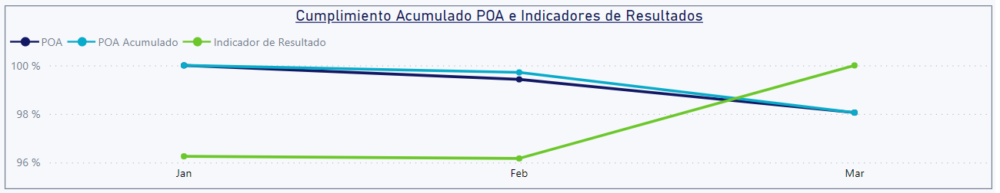 Cumplimiento Acumulado POA e Indicadores de Resultados
POA POA Acumulado Indicador de Resultado
100 %
98 %
96 %
Jan Feb Mar